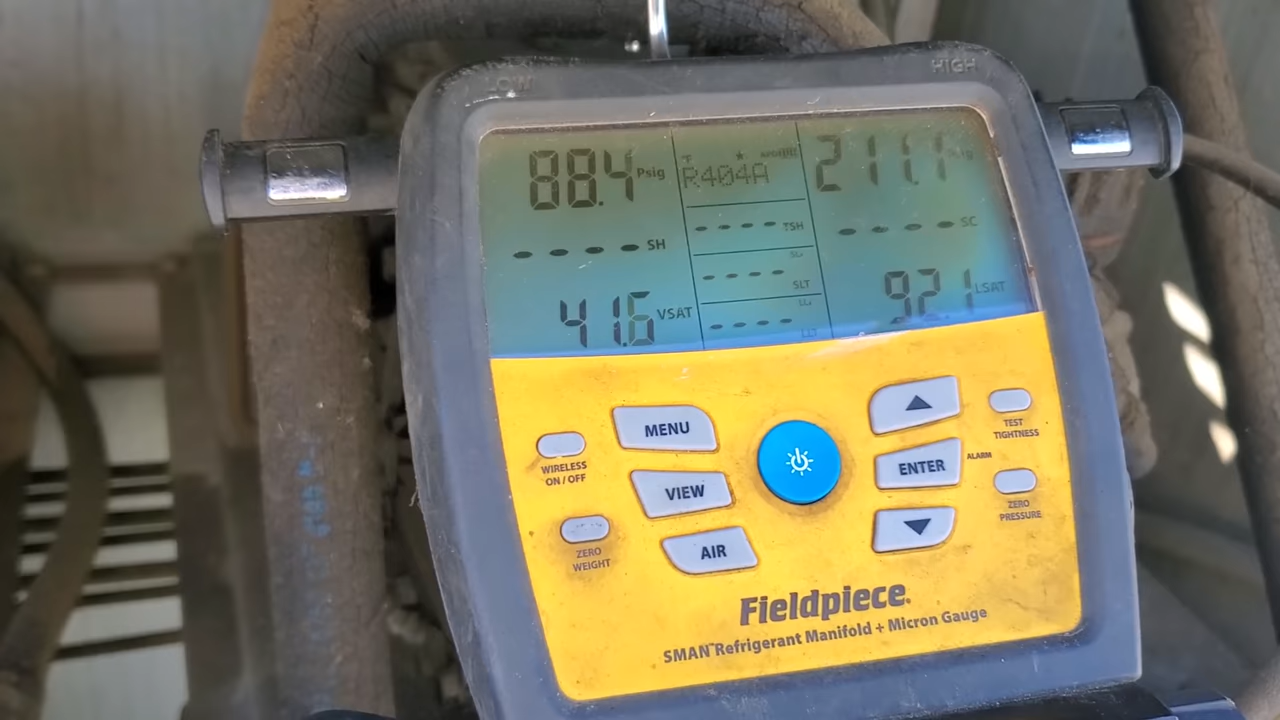 LOW
HIGH
88.4 Psig
°F
R404A
211.1
- - - - SH
- - - - TSH
- - - - SC
- - - - SLT
41.6 VSAT
92.1 LSAT
- - - -
MENU
VIEW
AIR
ENTER
WIRELESS
ON / OFF
ZERO
WEIGHT
TEST
TIGHTNESS
ALARM
ZERO
PRESSURE
Fieldpiece
SMAN™ Refrigerant Manifold + Micron Gauge